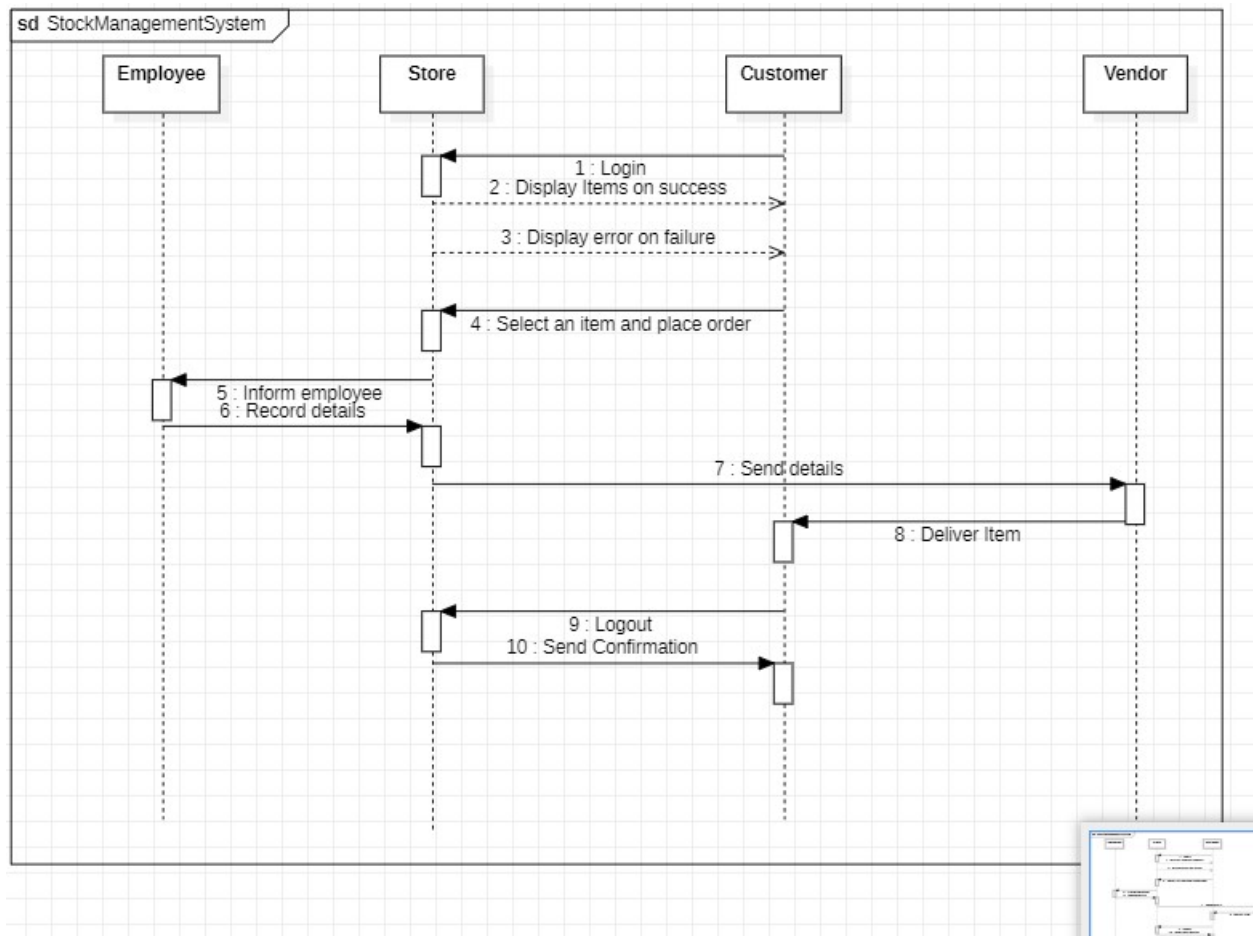 sd StockManagementSystem
Employee
Store
Customer
Vendor
1 : Login
2 : Display Items on success
3 : Display error on failure
4 : Select an item and place order
5 : Inform employee
6 : Record details
7 : Send details
8 : Deliver Item
9 : Logout
10 : Send Confirmation